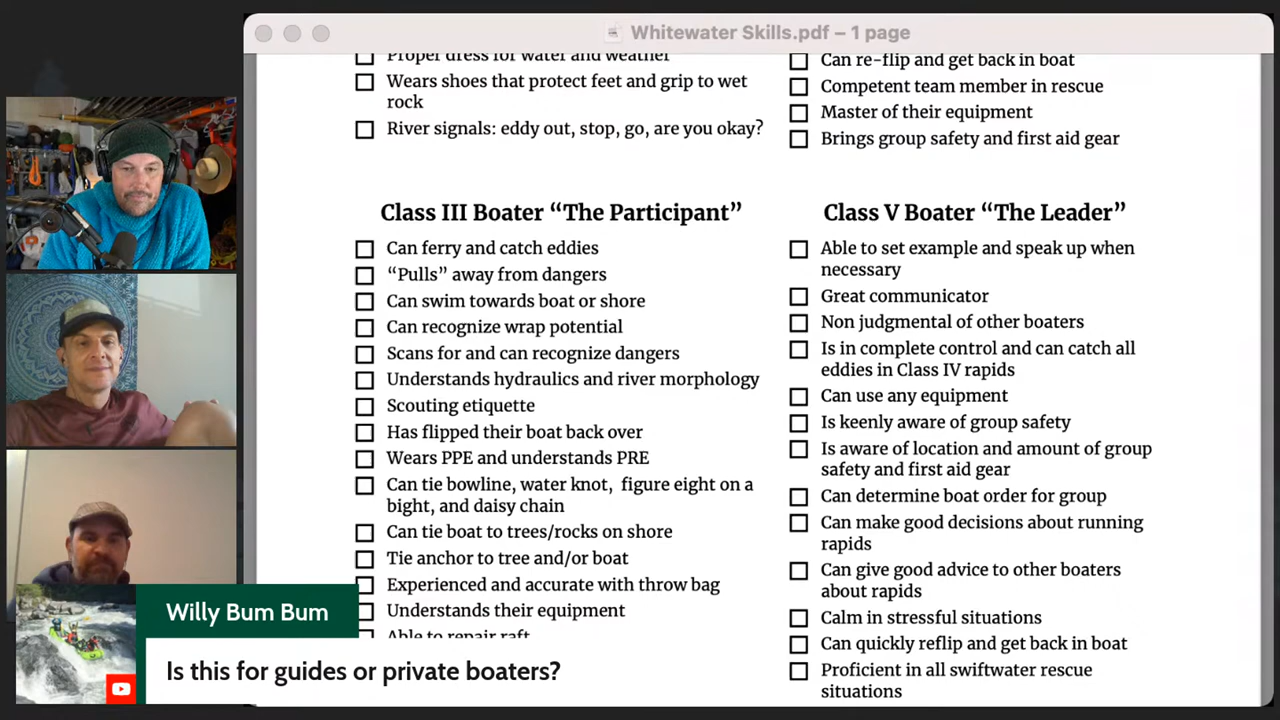 Whitewater Skills.pdf – 1 page
Proper dress for water and weather
Wears shoes that protect feet and grip to wet
rock
River signals: eddy out, stop, go, are you okay?
Class III Boater “The Participant”
Can ferry and catch eddies
“Pulls” away from dangers
Can swim towards boat or shore
Can recognize wrap potential
Scans for and can recognize dangers
Understands hydraulics and river morphology
Scouting etiquette
Has flipped their boat back over
Wears PPE and understands PRE
Can tie bowline, water knot,  figure eight on a
bight, and daisy chain
Can tie boat to trees/rocks on shore
Tie anchor to tree and/or boat
Experienced and accurate with throw bag
Understands their equipment
Able to repair raft
Can re-flip and get back in boat
Competent team member in rescue
Master of their equipment
Brings group safety and first aid gear
Class V Boater “The Leader”
Able to set example and speak up when
necessary
Great communicator
Non judgmental of other boaters
Is in complete control and can catch all
eddies in Class IV rapids
Can use any equipment
Is keenly aware of group safety
Is aware of location and amount of group
safety and first aid gear
Can determine boat order for group
Can make good decisions about running
rapids
Can give good advice to other boaters
about rapids
Calm in stressful situations
Can quickly reflip and get back in boat
Proficient in all swiftwater rescue
situations
Willy Bum Bum
Is this for guides or private boaters?